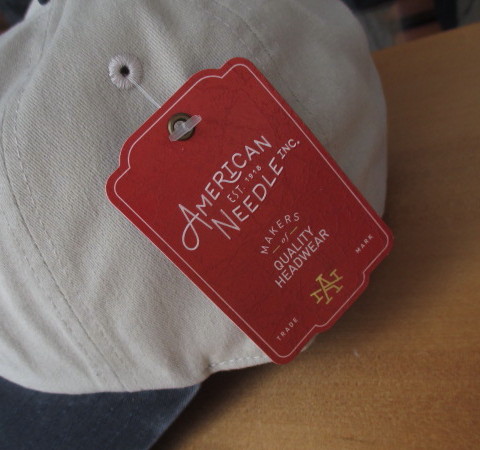 AMERICAN
EST. 1918
NEEDLE INC.
MAKERS
of
QUALITY
HEADWEAR
AN
TRADE MARK